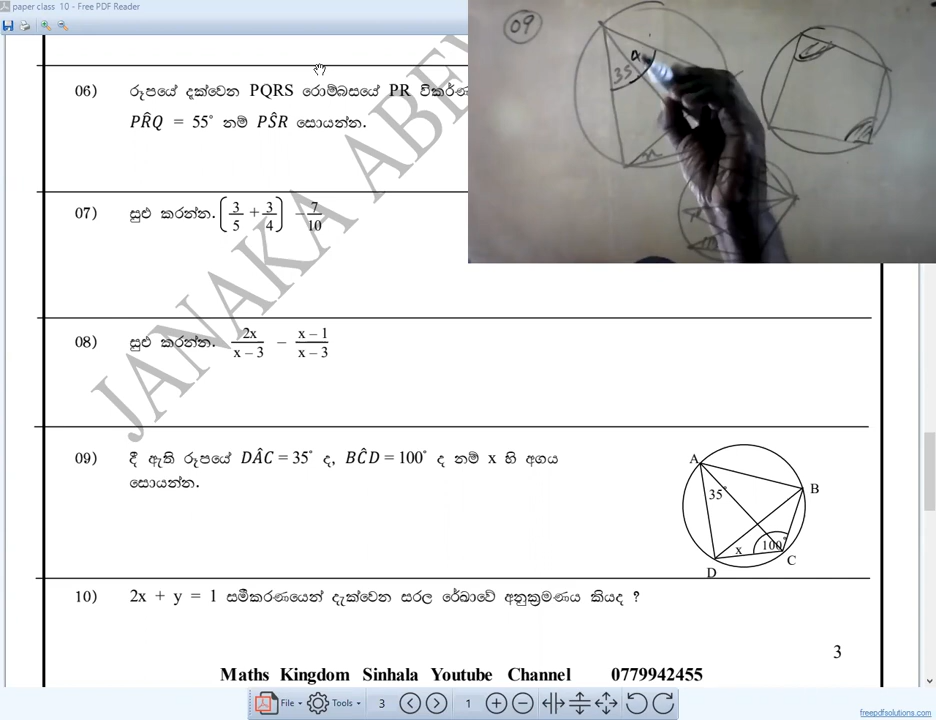 paper class 10 - Free PDF Reader
06) රූපයේ දැක්වෙන PQRS රොම්බසයේ PR විකර්ණ
PR̂Q = 55° නම් PŜR සොයන්න.
07) සුළු කරන්න. (3/5 + 3/4) − 7/10
08) සුළු කරන්න. 2x/(x – 3) − (x – 1)/(x – 3)
09) දී ඇති රූපයේ DÂC = 35° ද, BĈD = 100° ද නම් x හි අගය
සොයන්න.
A
B
35°
x
100°
C
D
10) 2x + y = 1 සමීකරණයෙන් දැක්වෙන සරල රේඛාවේ අනුක්‍රමණය කියද ?
3
Maths Kingdom Sinhala Youtube Channel 0779942455
JANAKA ABE
09
35
x
File
Tools
3
1
freepdfsolutions.com